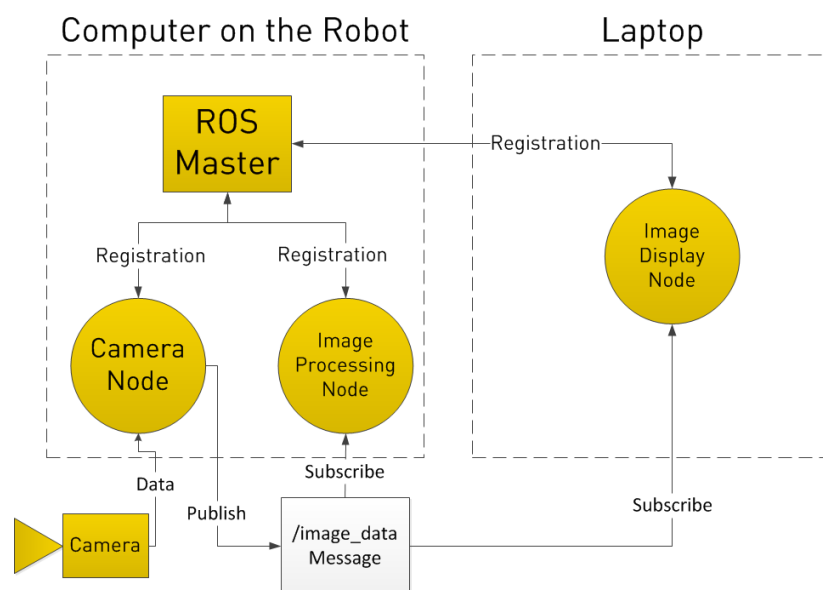 Computer on the Robot
Laptop
ROS
Master
Registration
Registration
Registration
Image
Display
Node
Camera
Node
Image
Processing
Node
Data
Subscribe
Publish
Subscribe
Camera
/image_data
Message